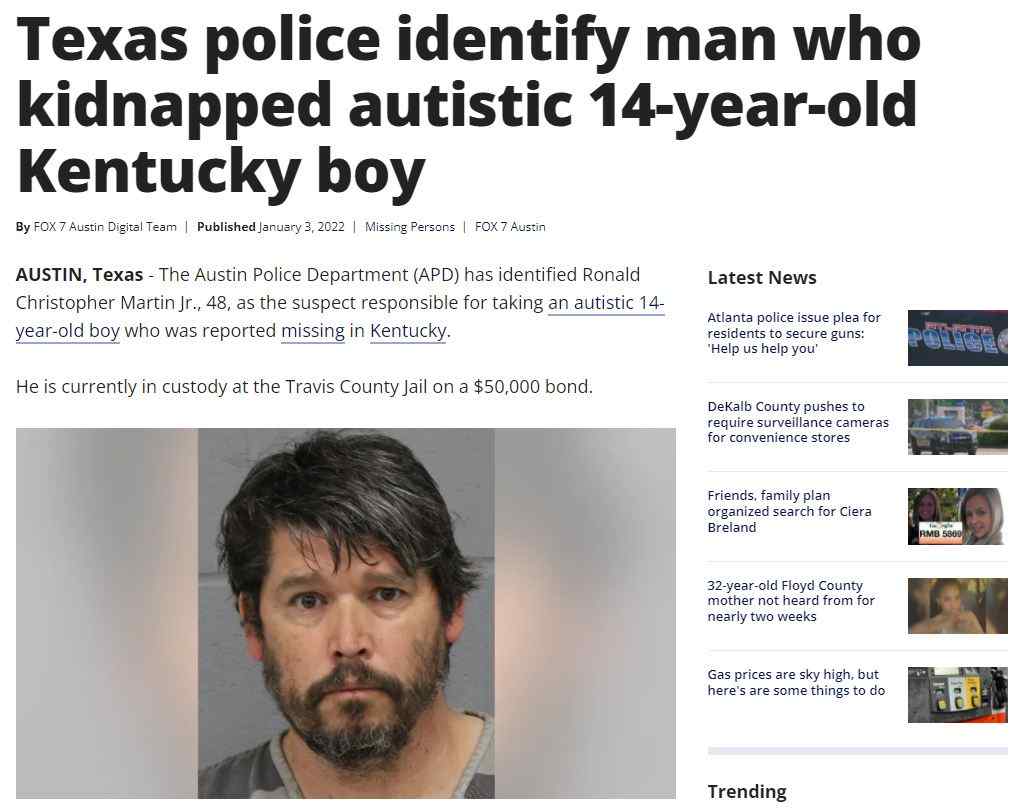 Texas police identify man who
kidnapped autistic 14-year-old
Kentucky boy
By FOX 7 Austin Digital Team | Published January 3, 2022 | Missing Persons | FOX 7 Austin
AUSTIN, Texas - The Austin Police Department (APD) has identified Ronald
Christopher Martin Jr., 48, as the suspect responsible for taking an autistic 14-
year-old boy who was reported missing in Kentucky.
He is currently in custody at the Travis County Jail on a $50,000 bond.
Latest News
Atlanta police issue plea for
residents to secure guns:
'Help us help you'
POLICE
DeKalb County pushes to
require surveillance cameras
for convenience stores
Friends, family plan
organized search for Ciera
Breland
RMB 5869
32-year-old Floyd County
mother not heard from for
nearly two weeks
Gas prices are sky high, but
here's are some things to do
Trending